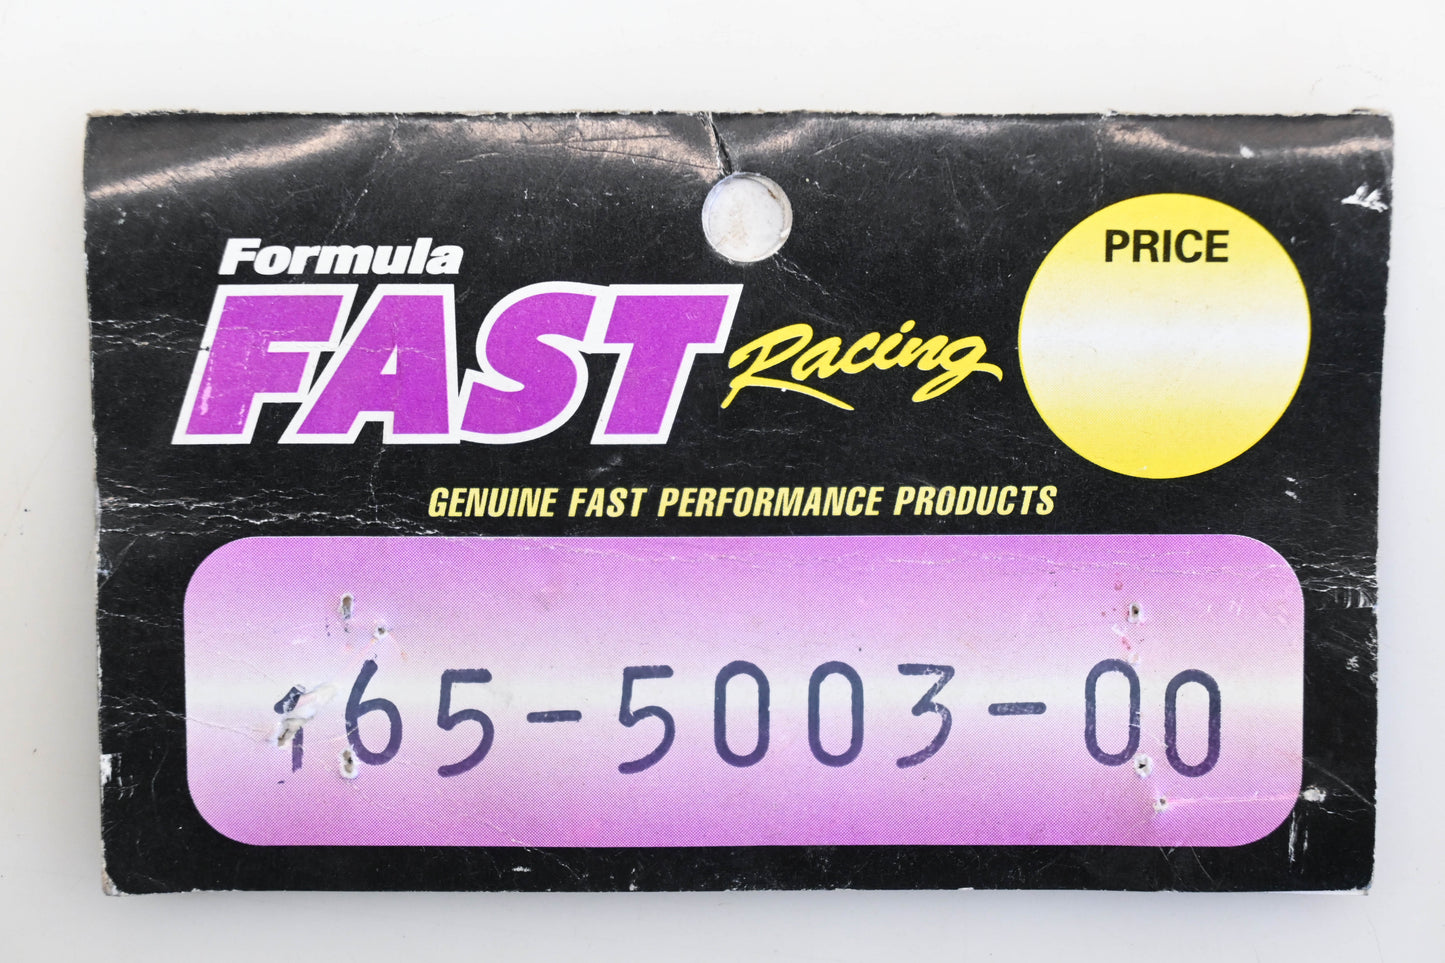 Formula
FAST Racing
PRICE
GENUINE FAST PERFORMANCE PRODUCTS
165-5003-00